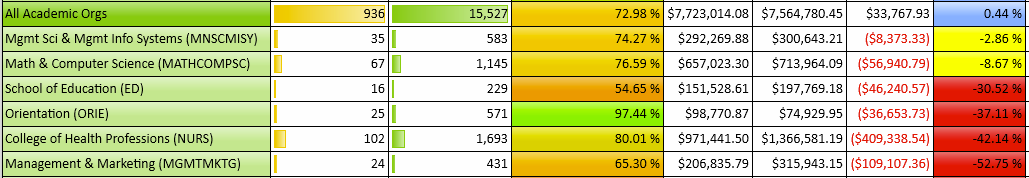 All Academic Orgs 936 15,527 72.98 % $7,723,014.08 $7,564,780.45 $33,767.93 0.44 %
Mgmt Sci & Mgmt Info Systems (MNSCMISY) 35 583 74.27 % $292,269.88 $300,643.21 ($8,373.33) -2.86 %
Math & Computer Science (MATHCOMPSC) 67 1,145 76.59 % $657,023.30 $713,964.09 ($56,940.79) -8.67 %
School of Education (ED) 16 229 54.65 % $151,528.61 $197,769.18 ($46,240.57) -30.52 %
Orientation (ORIE) 25 571 97.44 % $98,770.87 $74,929.95 ($36,653.73) -37.11 %
College of Health Professions (NURS) 102 1,693 80.01 % $971,441.50 $1,366,581.19 ($409,338.54) -42.14 %
Management & Marketing (MGMTMKTG) 24 431 65.30 % $206,835.79 $315,943.15 ($109,107.36) -52.75 %